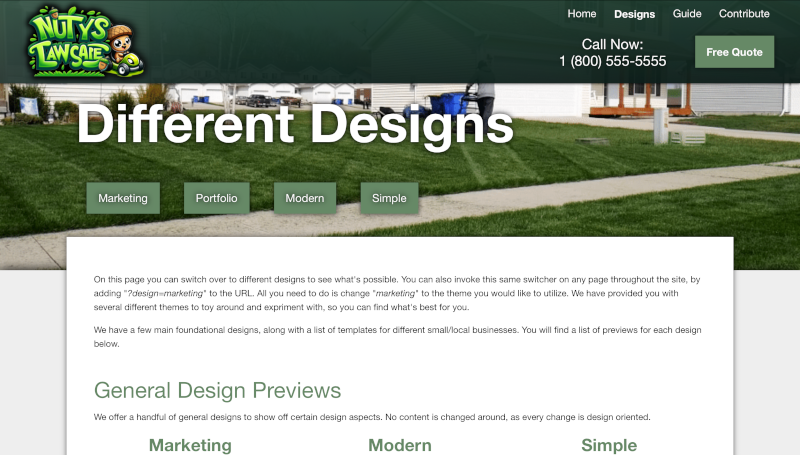 NUTYS
LAWSALE
Home Designs Guide Contribute
Call Now:
1 (800) 555-5555
Free Quote
Different Designs
Marketing Portfolio Modern Simple
On this page you can switch over to different designs to see what's possible. You can also invoke this same switcher on any page throughout the site, by
adding "?design=marketing" to the URL. All you need to do is change "marketing" to the theme you would like to utilize. We have provided you with
several different themes to toy around and expriment with, so you can find what's best for you.
We have a few main foundational designs, along with a list of templates for different small/local businesses. You will find a list of previews for each design
below.
General Design Previews
We offer a handful of general designs to show off certain design aspects. No content is changed around, as every change is design oriented.
Marketing Modern Simple